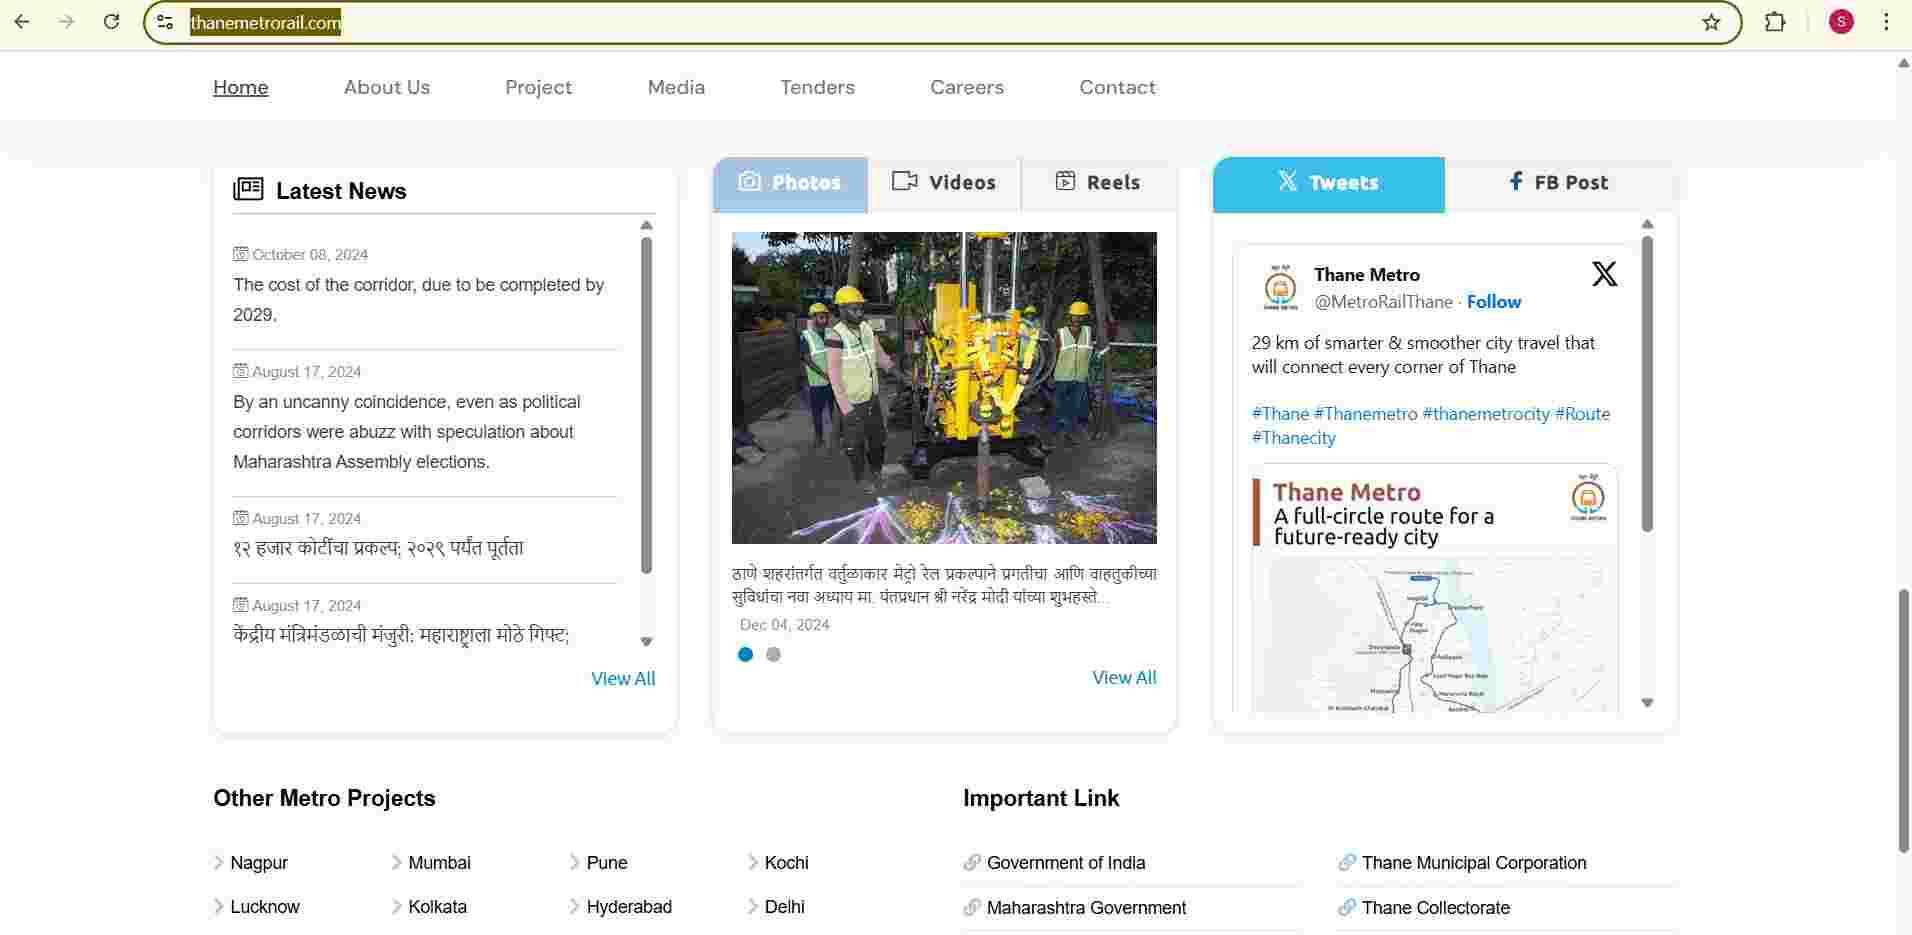 thanemetrorail.com
S
Home
About Us
Project
Media
Tenders
Careers
Contact
Latest News
October 08, 2024
The cost of the corridor, due to be completed by
2029.
August 17, 2024
By an uncanny coincidence, even as political
corridors were abuzz with speculation about
Maharashtra Assembly elections.
August 17, 2024
१२ हजार कोटींचा प्रकल्प; २०२९ पर्यंत पूर्तता
August 17, 2024
केंद्रीय मंत्रिमंडळाची मंजुरी: महाराष्ट्राला मोठे गिफ्ट;
View All
Photos
Videos
Reels
ठाणे शहरांतर्गत वर्तुळाकार मेट्रो रेल प्रकल्पाने प्रगतीचा आणि वाहतुकीच्या
सुविधांचा नवा अध्याय मा. पंतप्रधान श्री नरेंद्र मोदी यांच्या शुभहस्ते...
Dec 04, 2024
View All
Tweets
FB Post
Thane Metro
@MetroRailThane · Follow
29 km of smarter & smoother city travel that
will connect every corner of Thane
#Thane #Thanemetro #thanemetrocity #Route
#Thanecity
Thane Metro
A full-circle route for a
future-ready city
Other Metro Projects
Nagpur
Mumbai
Pune
Kochi
Lucknow
Kolkata
Hyderabad
Delhi
Important Link
Government of India
Thane Municipal Corporation
Maharashtra Government
Thane Collectorate